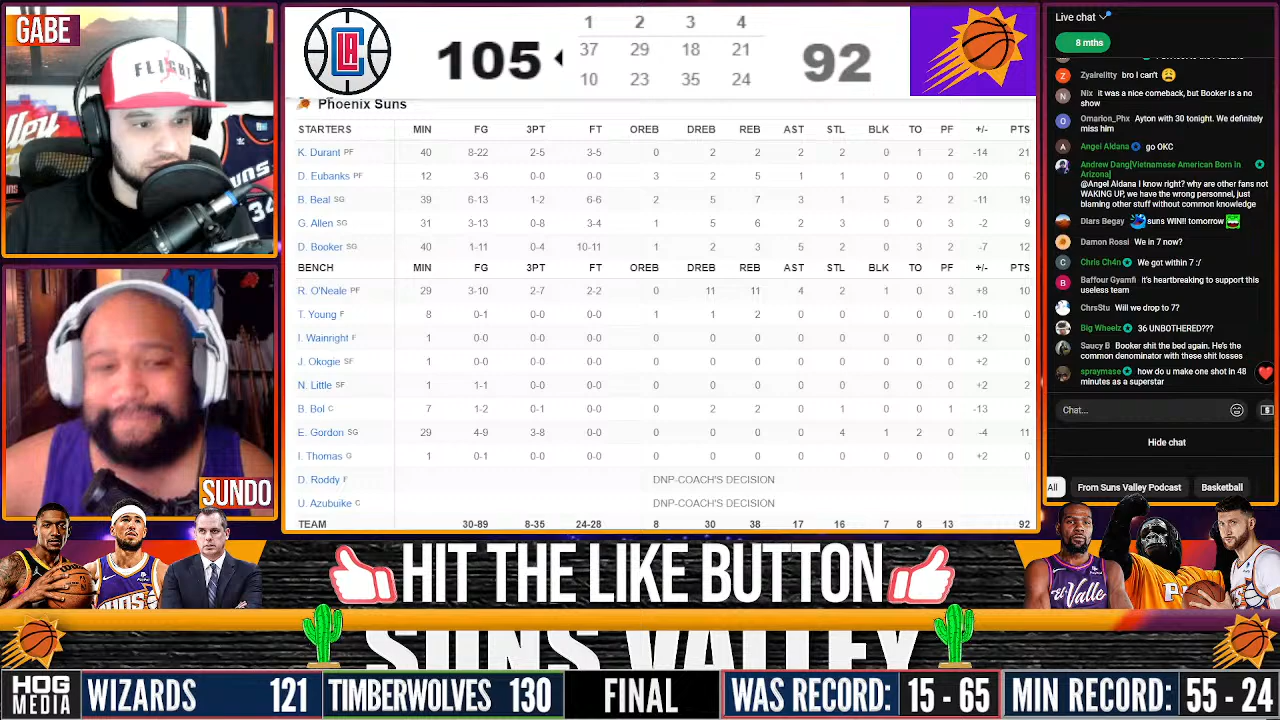 GABE
SUNDO
LA
105
1 2 3 4
37 29 18 21
10 23 35 24
92
Phoenix Suns
STARTERS MIN FG 3PT FT OREB DREB REB AST STL BLK TO PF +/- PTS
K. Durant PF 40 8-22 2-5 3-5 0 2 2 2 2 0 1 2 -14 21
D. Eubanks PF 12 3-6 0-0 0-0 3 2 5 1 1 0 0 0 -20 6
B. Beal SG 39 6-13 1-2 6-6 2 5 7 3 1 5 2 2 -11 19
G. Allen SG 31 3-13 0-8 3-4 1 5 6 2 3 0 0 3 -2 9
D. Booker SG 40 1-11 0-4 10-11 1 2 3 5 2 0 3 2 -7 12
BENCH MIN FG 3PT FT OREB DREB REB AST STL BLK TO PF +/- PTS
R. O'Neale PF 29 3-10 2-7 2-2 0 11 11 4 2 1 0 3 +8 10
T. Young F 8 0-1 0-0 0-0 1 1 2 0 0 0 0 0 -10 0
I. Wainright F 1 0-0 0-0 0-0 0 0 0 0 0 0 0 0 +2 0
J. Okogie SF 1 0-0 0-0 0-0 0 0 0 0 0 0 0 0 +2 0
N. Little SF 1 1-1 0-0 0-0 0 0 0 0 0 0 0 0 +2 2
B. Bol C 7 1-2 0-1 0-0 0 2 2 0 1 0 0 1 -13 2
E. Gordon SG 29 4-9 3-8 0-0 0 0 0 0 4 1 2 0 -4 11
I. Thomas G 1 0-1 0-0 0-0 0 0 0 0 0 0 0 0 +2 0
D. Roddy F DNP-COACH'S DECISION
U. Azubuike C DNP-COACH'S DECISION
TEAM 30-89 8-35 24-28 8 30 38 17 16 7 8 13 92
Live chat
8 mths
Zyairelitty Lol I can't
Nix it was a nice comeback, but Booker is a no
show
Omarion_Phx Ayton with 30 tonight. We definitely
miss him
Angel Aldana go OKC
Andrew Dang[Vietnamese American Born in
Arizona]
@Angel Aldana I know right? why are other fans not
WAKING UP, we have the wrong personnel, just
blaming other stuff without common knowledge
DIars Begay suns WIN!! tomorrow
Damon Rossi We in 7 now?
Chris Ch4n We got within 7 :/
Baffour Gyamfi it's heartbreaking to support this
useless team
ChrsStu Will we drop to 7?
Big Wheelz 36 UNBOTHERED???
Saucy B Booker shit the bed again. He's the
common denominator with these shit losses
spraymase how do u make one shot in 48
minutes as a superstar
Chat...
Hide chat
All From Suns Valley Podcast Basketball
HIT THE LIKE BUTTON
SUNS VALLEY
HOG
MEDIA
WIZARDS 121 TIMBERWOLVES 130 FINAL WAS RECORD: 15 - 65 MIN RECORD: 55 - 24